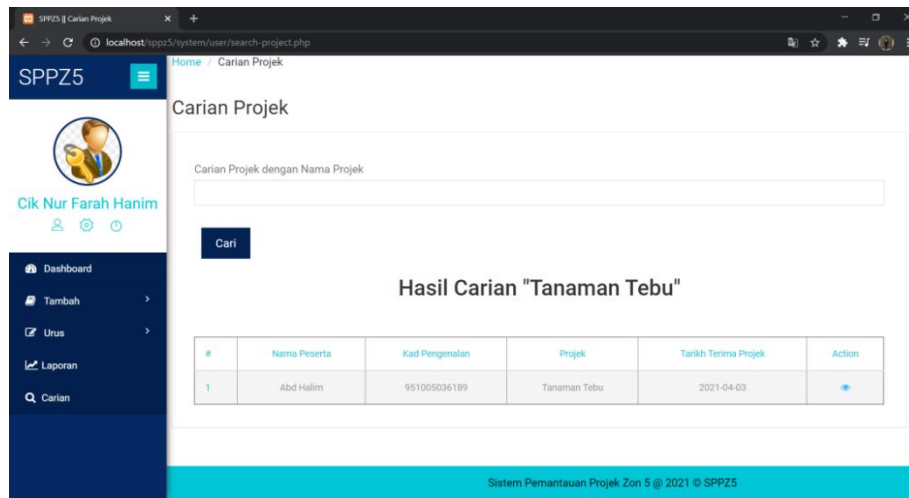 SPPZ5 || Carian Projek
localhost/sppz5/system/user/search-project.php
SPPZ5
Home / Carian Projek
Carian Projek
Cik Nur Farah Hanim
Dashboard
Tambah
Urus
Laporan
Carian
Carian Projek dengan Nama Projek
Cari
Hasil Carian "Tanaman Tebu"
# Nama Peserta Kad Pengenalan Projek Tarikh Terima Projek Action
1 Abd Halim 951005036189 Tanaman Tebu 2021-04-03
Sistem Pemantauan Projek Zon 5 @ 2021 © SPPZ5